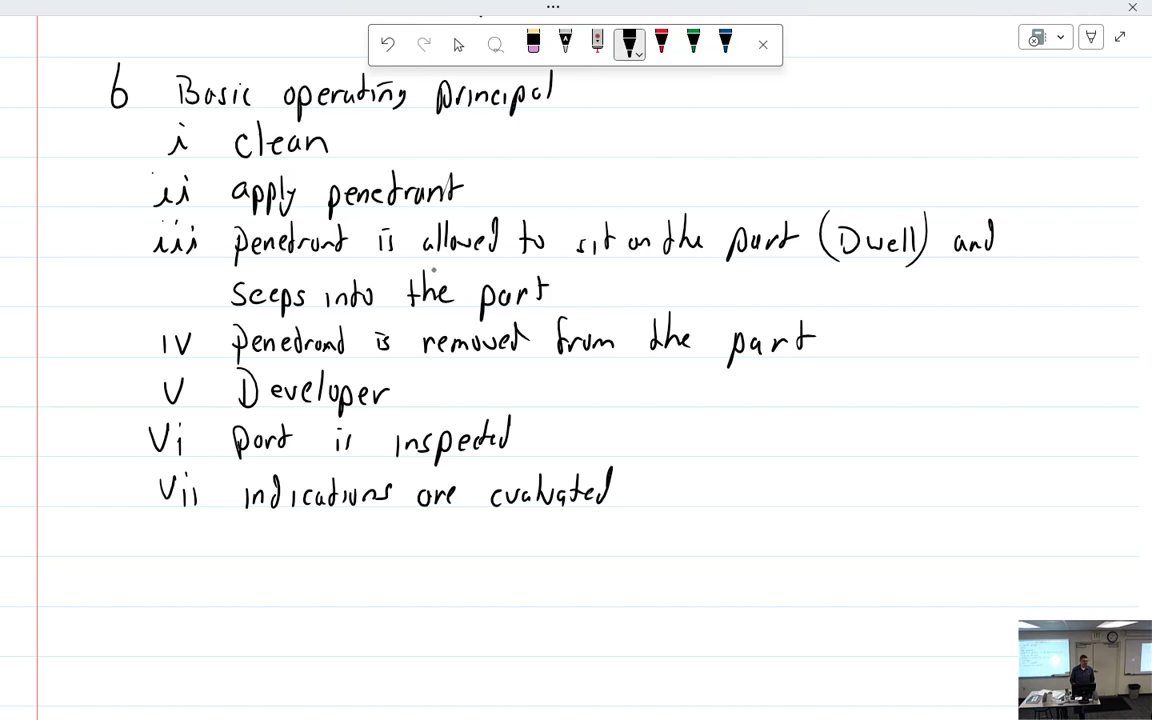 6 Basic operating principal
i clean
ii apply penetrant
iii penetrant is allowed to sit on the part (Dwell) and
seeps into the part
iv penetrant is removed from the part
v Developer
vi part is inspected
vii indications are evaluated